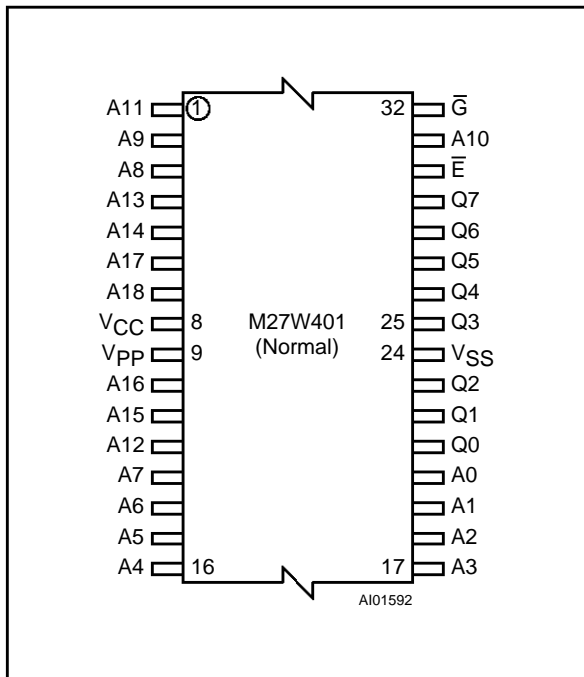 A11 1 32 G̅
A9 A10
A8 E̅
A13 Q7
A14 Q6
A17 Q5
A18 Q4
VCC 8 M27W401 25 Q3
VPP 9 (Normal) 24 VSS
A16 Q2
A15 Q1
A12 Q0
A7 A0
A6 A1
A5 A2
A4 16 17 A3
AI01592